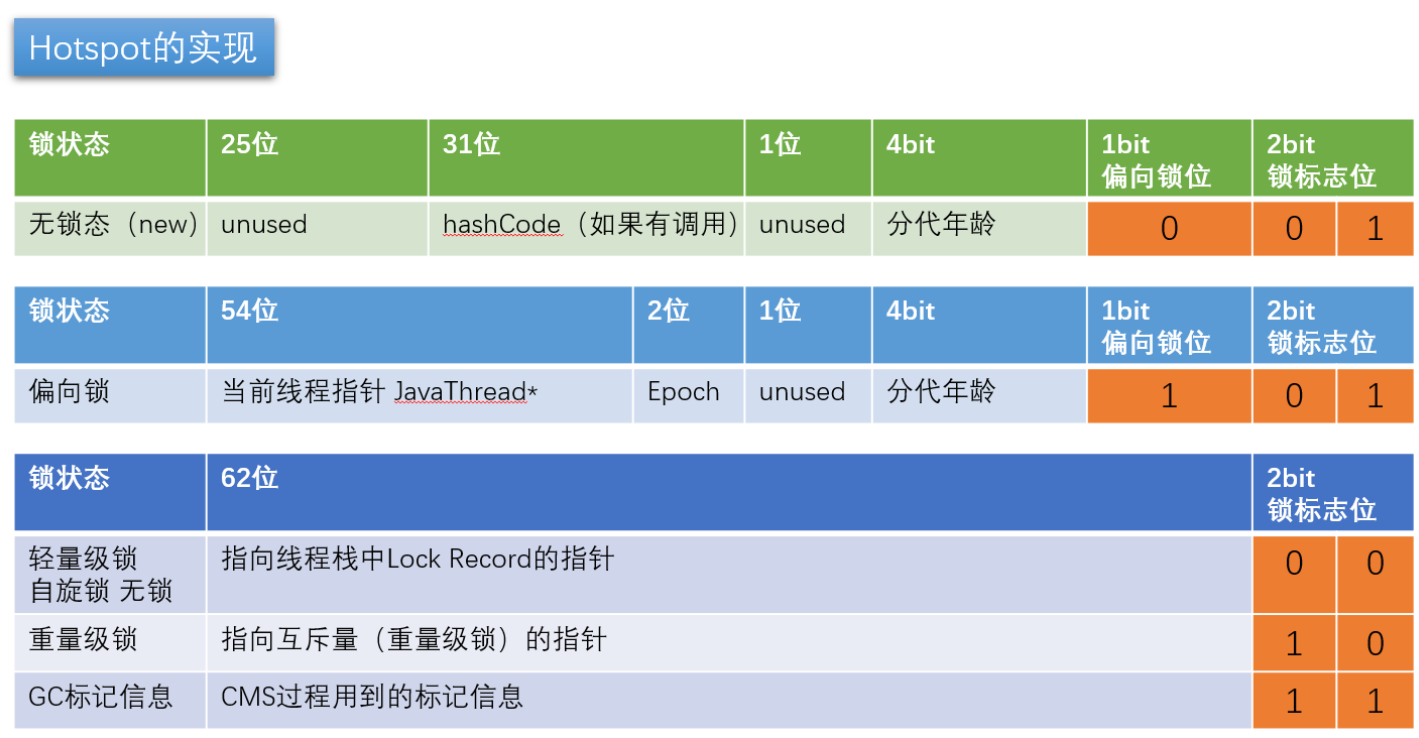 Hotspot的实现
锁状态 25位 31位 1位 4bit 1bit 2bit
偏向锁位 锁标志位
无锁态（new） unused hashCode（如果有调用） unused 分代年龄 0 0 1
锁状态 54位 2位 1位 4bit 1bit 2bit
偏向锁位 锁标志位
偏向锁 当前线程指针 JavaThread* Epoch unused 分代年龄 1 0 1
锁状态 62位 2bit
锁标志位
轻量级锁 指向线程栈中Lock Record的指针 0 0
自旋锁 无锁
重量级锁 指向互斥量（重量级锁）的指针 1 0
GC标记信息 CMS过程用到的标记信息 1 1